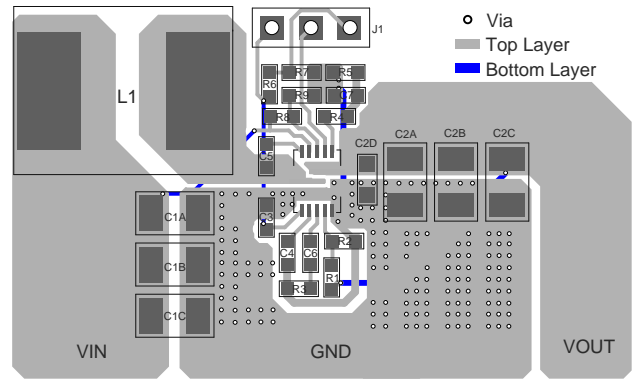 J1
Via
Top Layer
Bottom Layer
L1
R7
R5
R6
R9
C7
R8
R4
C5
C2D
C2A
C2B
C2C
C1A
C3
C1B
C4
C6
R2
R1
R3
C1C
VIN
GND
VOUT